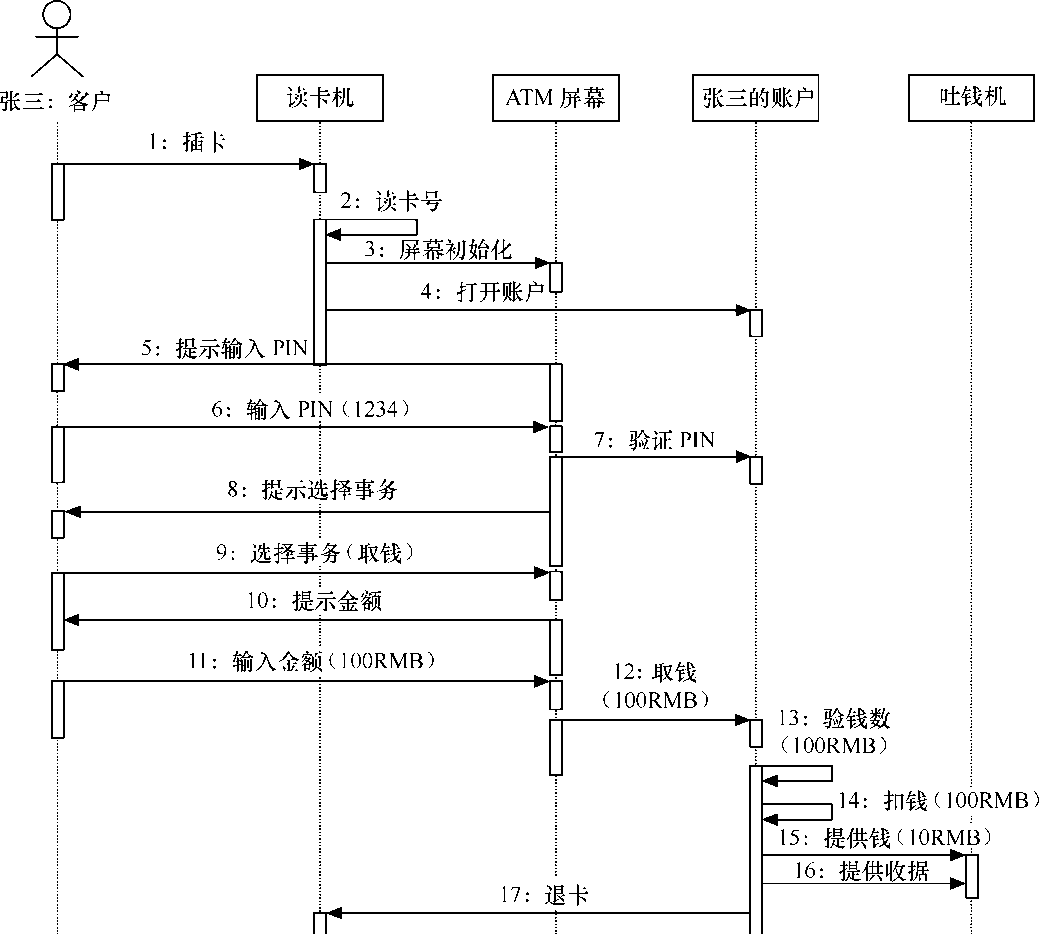 张三：客户
读卡机
ATM 屏幕
张三的账户
吐钱机
1：插卡
2：读卡号
3：屏幕初始化
4：打开账户
5：提示输入 PIN
6：输入 PIN（1234）
7：验证 PIN
8：提示选择事务
9：选择事务（取钱）
10：提示金额
11：输入金额（100RMB）
12：取钱
（100RMB）
13：验钱数
（100RMB）
14：扣钱（100RMB）
15：提供钱（10RMB）
16：提供收据
17：退卡